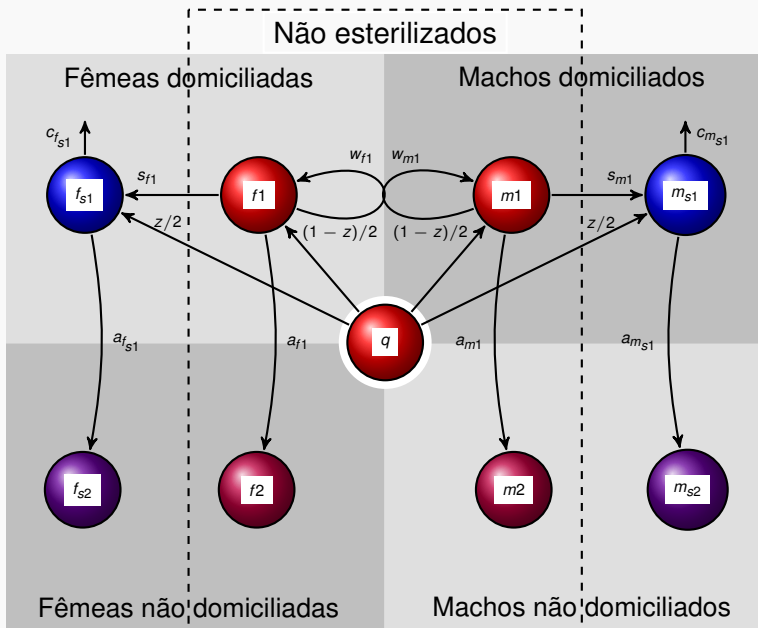 Não esterilizados
Fêmeas domiciliadas
Machos domiciliados
c_{f_{s1}}
c_{m_{s1}}
w_{f1}
w_{m1}
s_{f1}
s_{m1}
f_{s1}
f1
m1
m_{s1}
z/2
(1 − z)/2
(1 − z)/2
z/2
a_{f_{s1}}
a_{f1}
q
a_{m1}
a_{m_{s1}}
f_{s2}
f2
m2
m_{s2}
Fêmeas não domiciliadas
Machos não domiciliados